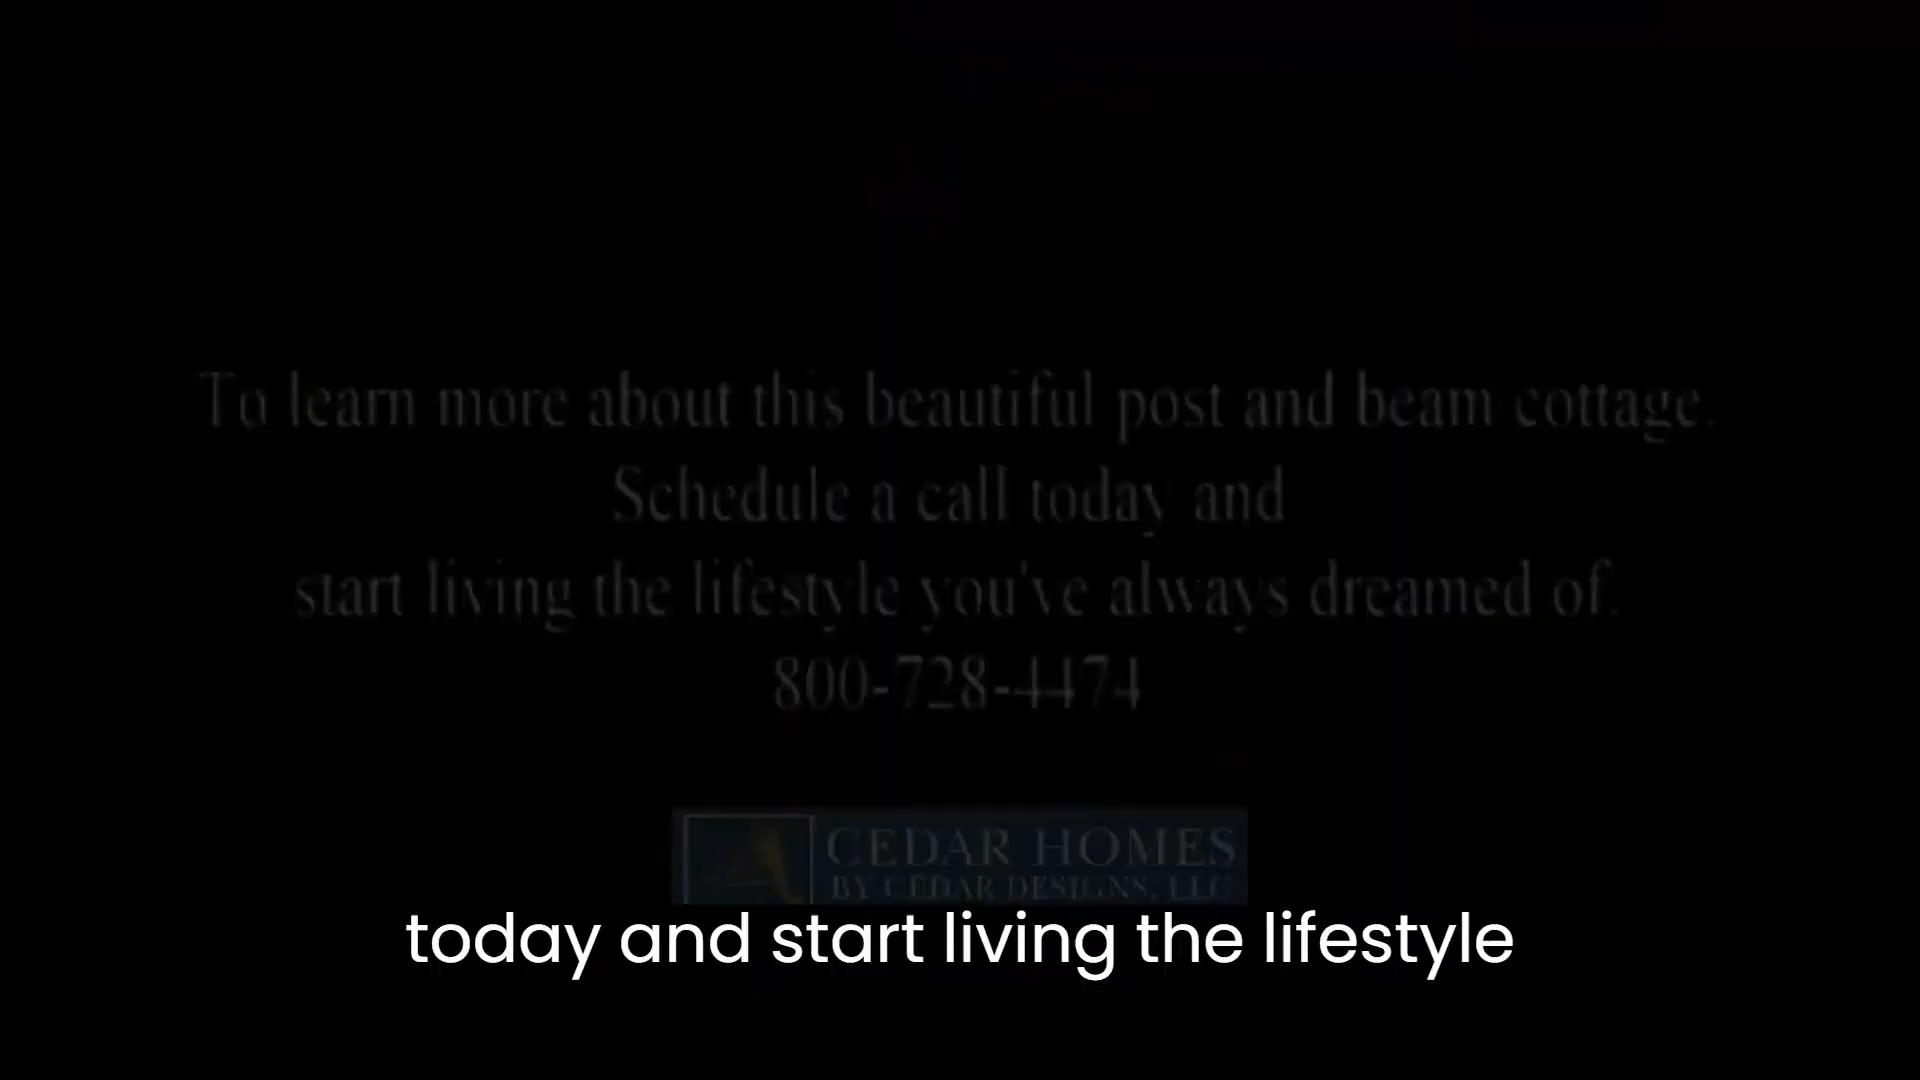 To learn more about this beautiful post and beam cottage.
Schedule a call today and
start living the lifestyle you've always dreamed of.
800-728-4474
CEDAR HOMES
BY CEDAR DESIGNS, LLC
today and start living the lifestyle